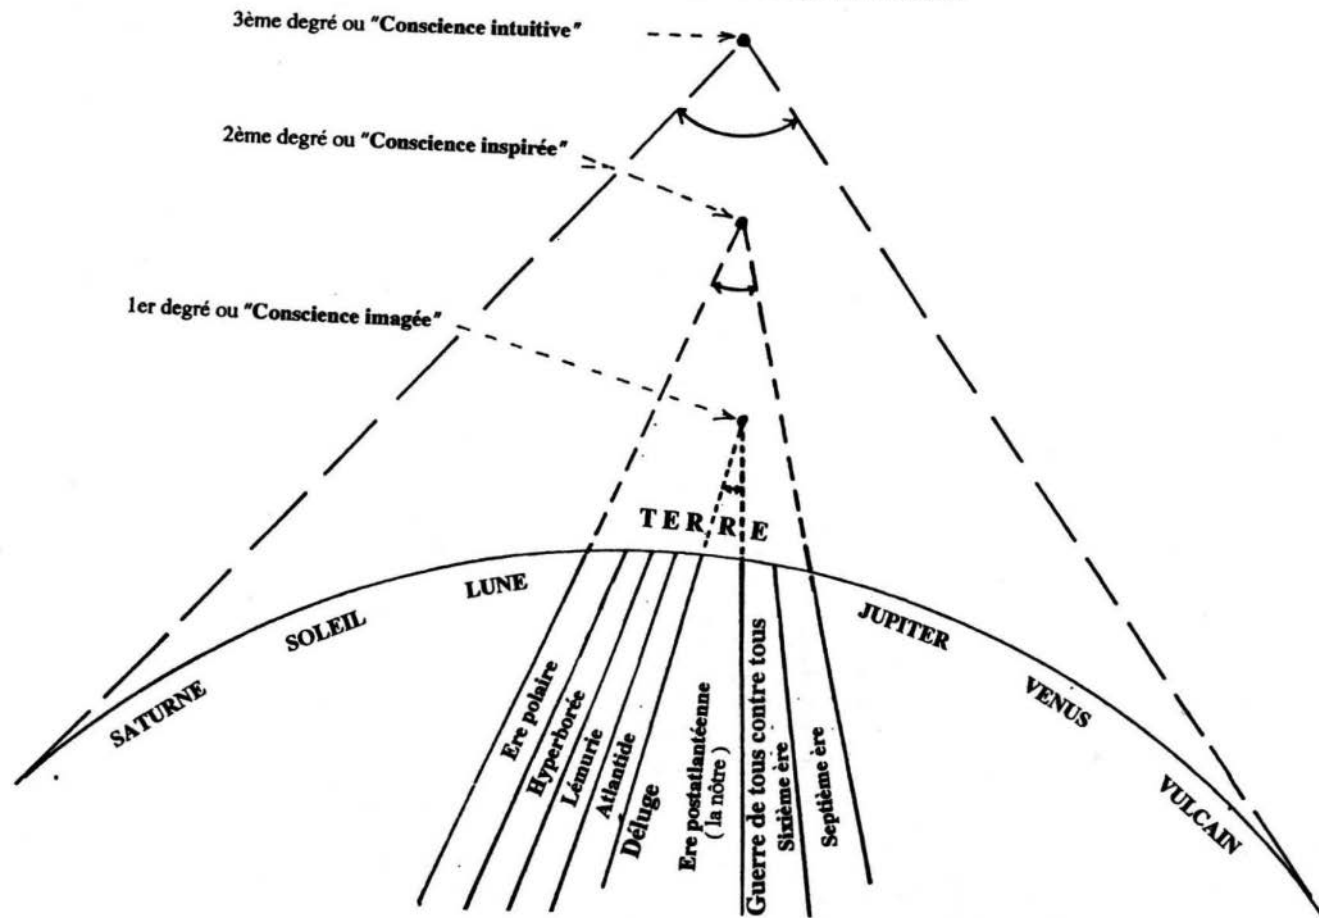 3ème degré ou "Conscience intuitive"
2ème degré ou "Conscience inspirée"
1er degré ou "Conscience imagée"
TERRE
LUNE
SOLEIL
SATURNE
JUPITER
VENUS
VULCAIN
Ere polaire
Hyperborée
Lémurie
Atlantide
Déluge
Ere postatlantéenne
( la nôtre )
Guerre de tous contre tous
Sixième ère
Septième ère